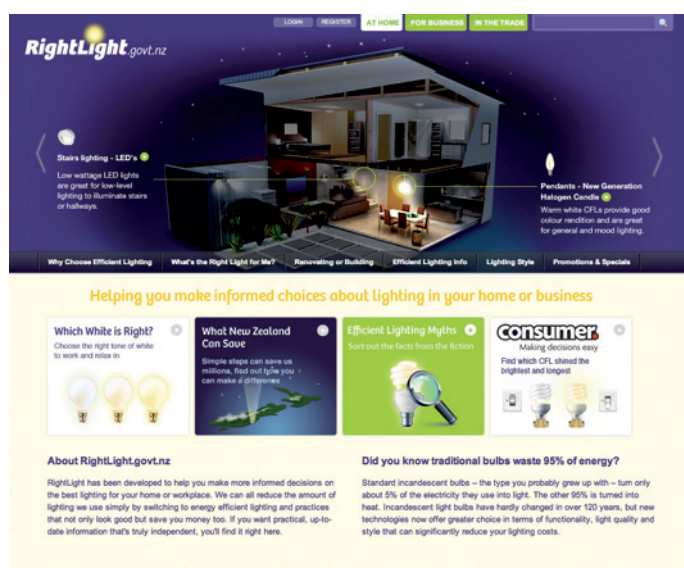 LOGIN
REGISTER
AT HOME
FOR BUSINESS
IN THE TRADE
RightLight.govt.nz
Stairs lighting - LED's
Low wattage LED lights
are great for low-level
lighting to illuminate stairs
or hallways.
Pendants - New Generation
Halogen Candle
Warm white CFLs provide good
colour rendition and are great
for general and mood lighting.
Why Choose Efficient Lighting
What's the Right Light for Me?
Renovating or Building
Efficient Lighting Info
Lighting Style
Promotions & Specials
Helping you make informed choices about lighting in your home or business
Which White is Right?
Choose the right tone of white
to work and relax in
What New Zealand
Can Save
Simple steps can save us
millions, find out how you
can make a difference
Efficient Lighting Myths
Sort out the facts from the fiction
consumer.
Making decisions easy
Find which CFL shined the
brightest and longest
About RightLight.govt.nz
RightLight has been developed to help you make more informed decisions on
the best lighting for your home or workplace. We can all reduce the amount of
lighting we use simply by switching to energy efficient lighting and practices
that not only look good but save you money too. If you want practical, up-to-
date information that's truly independent, you'll find it right here.
Did you know traditional bulbs waste 95% of energy?
Standard incandescent bulbs – the type you probably grew up with – turn only
about 5% of the electricity they use into light. The other 95% is turned into
heat. Incandescent light bulbs have hardly changed in over 120 years, but new
technologies now offer greater choice in terms of functionality, light quality and
style that can significantly reduce your lighting costs.